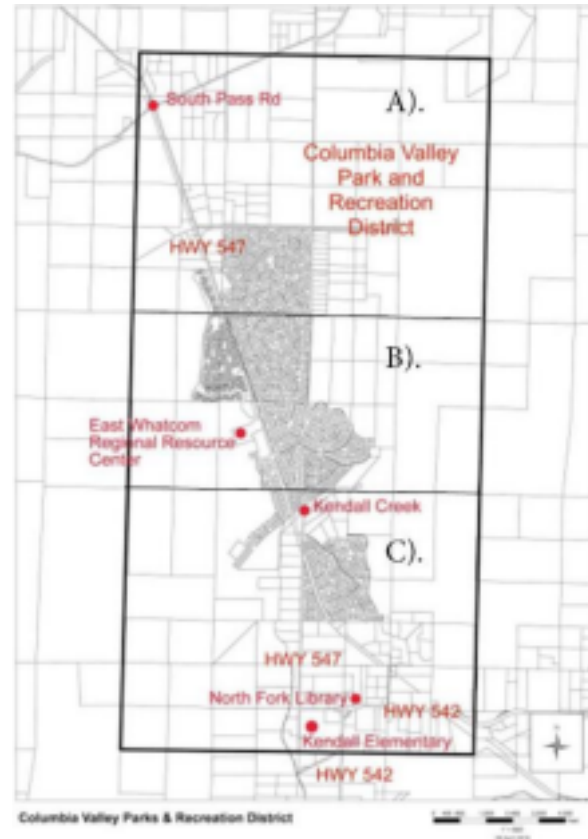 South Pass Rd
A).
Columbia Valley
Park and
Recreation
District
HWY 547
B).
East Whatcom
Regional Resource
Center
Kendall Creek
C).
HWY 547
North Fork Library
HWY 542
Kendall Elementary
HWY 542
Columbia Valley Parks & Recreation District